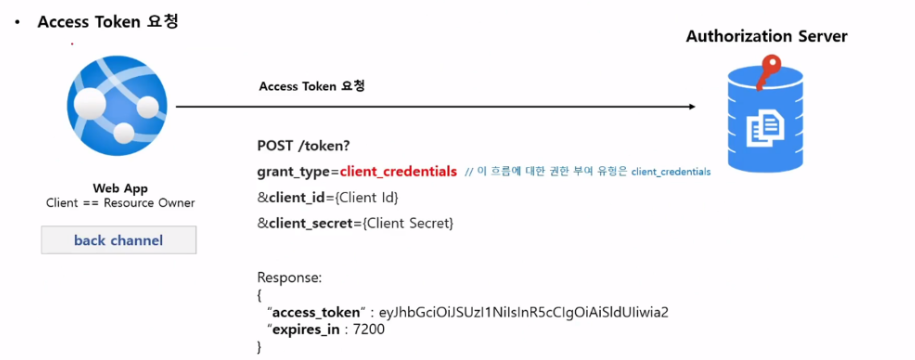 • Access Token 요청
Authorization Server
Access Token 요청
POST /token?
grant_type=client_credentials // 이 흐름에 대한 권한 부여 유형은 client_credentials
&client_id={Client Id}
&client_secret={Client Secret}
Web App
Client == Resource Owner
back channel
Response:
{
"access_token" : eyJhbGciOiJSUzI1NiIsInR5cCIgOiAiSldUIiwia2
"expires_in : 7200
}